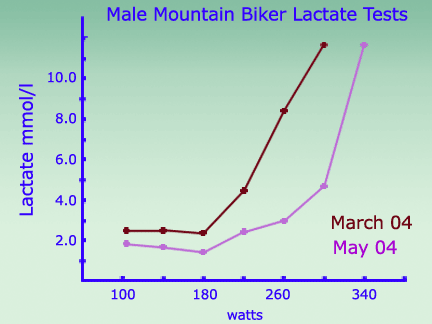 Male Mountain Biker Lactate Tests
Lactate mmol/l
10.0
8.0
6.0
4.0
2.0
March 04
May 04
100 180 260 340
watts